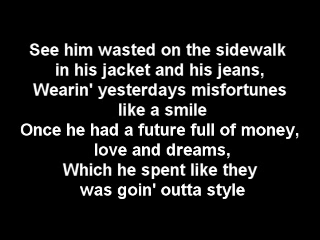 See him wasted on the sidewalk
in his jacket and his jeans,
Wearin' yesterdays misfortunes
like a smile
Once he had a future full of money,
love and dreams,
Which he spent like they
was goin' outta style